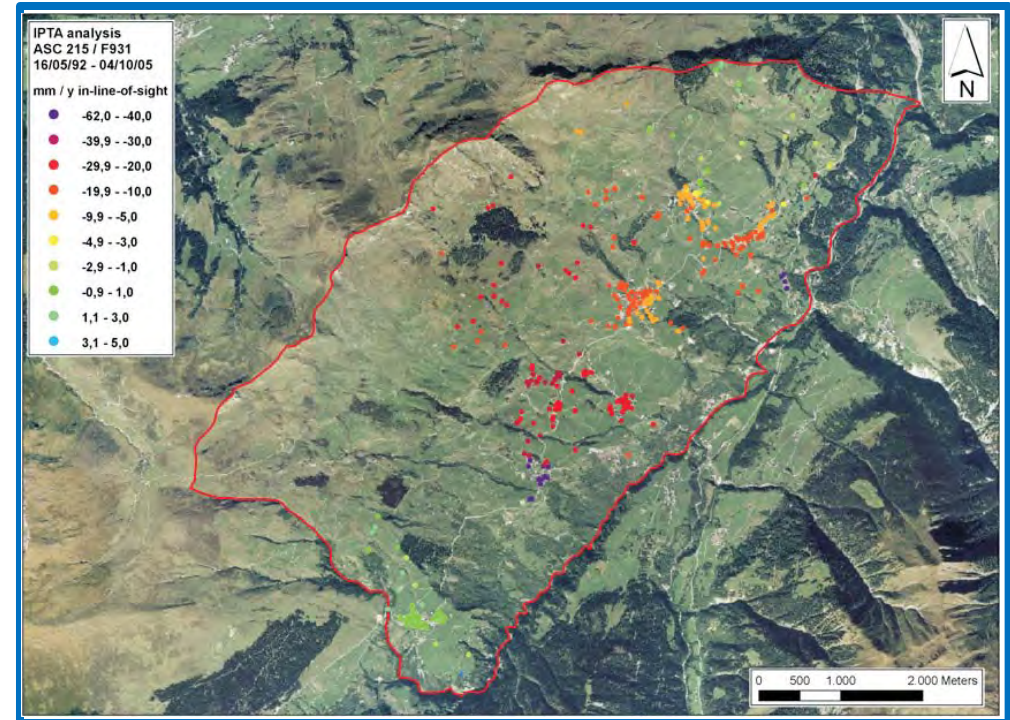 IPTA analysis
ASC 215 / F931
16/05/92 - 04/10/05
mm / y in-line-of-sight
-62,0 - -40,0
-39,9 - -30,0
-29,9 - -20,0
-19,9 - -10,0
-9,9 - -5,0
-4,9 - -3,0
-2,9 - -1,0
-0,9 - 1,0
1,1 - 3,0
3,1 - 5,0
N
0 500 1.000 2.000 Meters